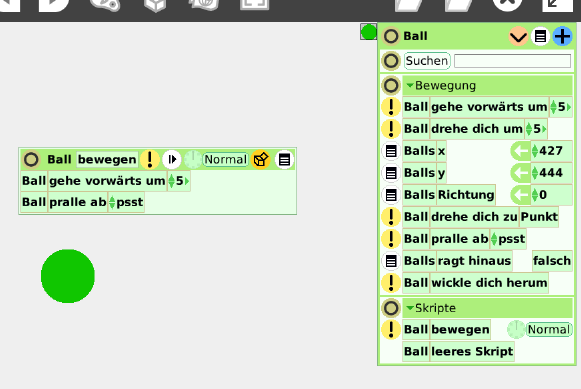 Ball
Suchen
Bewegung
Ball gehe vorwärts um 5
Ball drehe dich um 5
Balls x 427
Balls y 444
Balls Richtung 0
Ball drehe dich zu Punkt
Ball pralle ab psst
Balls ragt hinaus falsch
Ball wickle dich herum
Skripte
Ball bewegen Normal
Ball leeres Skript
Ball bewegen ! Normal
Ball gehe vorwärts um 5
Ball pralle ab psst